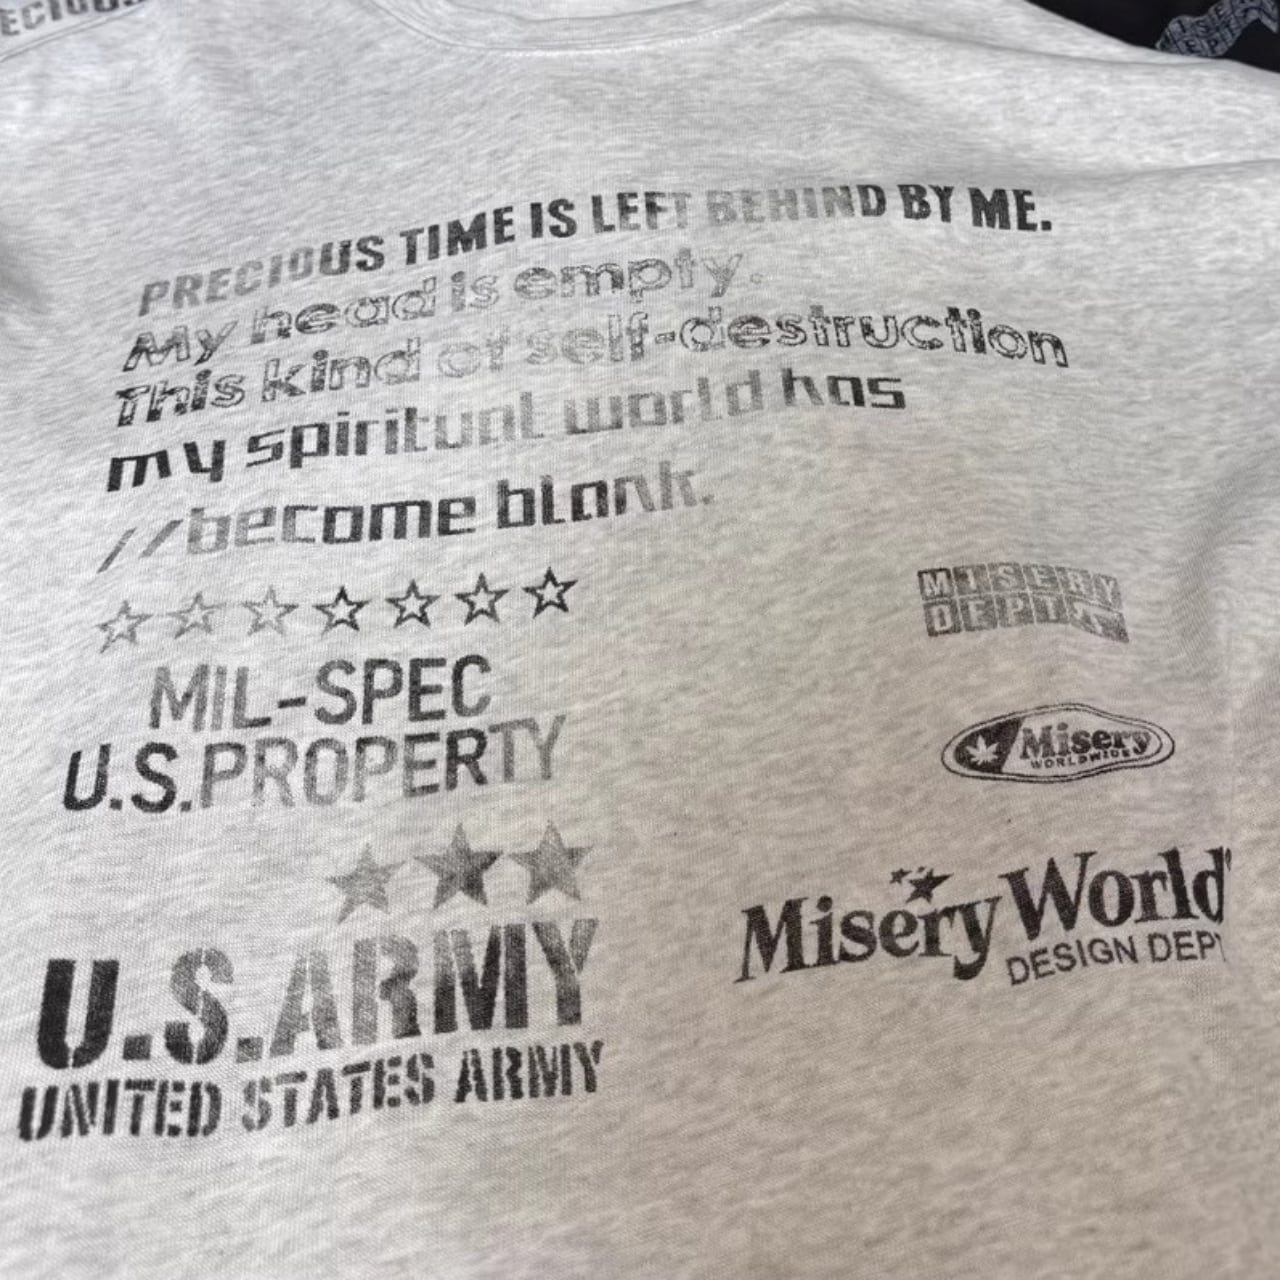 PRECIOUS TIME IS LEFT BEHIND BY ME.
My head is empty.
This kind of self-destruction
my spiritual world has
//become blank.
MIL-SPEC
U.S.PROPERTY
U.S.ARMY
UNITED STATES ARMY
MISERY
DEPT
Misery
WORLDWIDE
Misery World
DESIGN DEPT